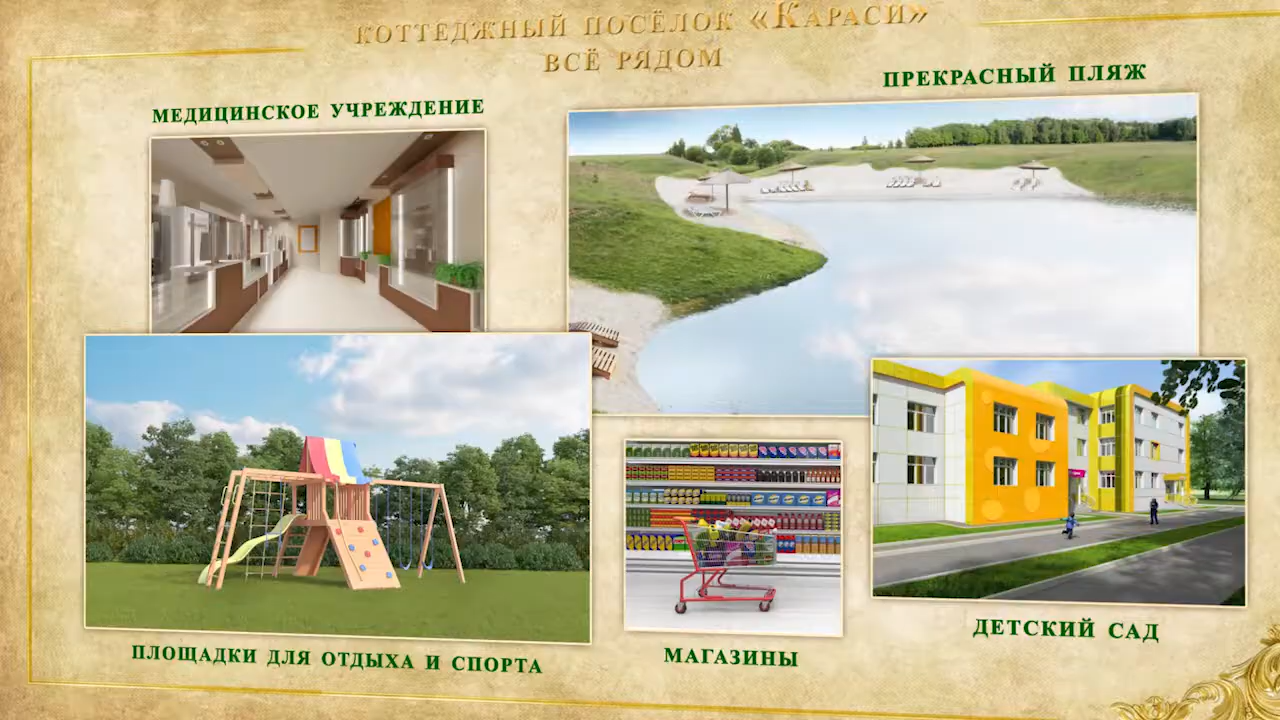 КОТТЕДЖНЫЙ ПОСЁЛОК «КАРАСИ»
ВСЁ РЯДОМ
МЕДИЦИНСКОЕ УЧРЕЖДЕНИЕ
ПРЕКРАСНЫЙ ПЛЯЖ
ПЛОЩАДКИ ДЛЯ ОТДЫХА И СПОРТА
МАГАЗИНЫ
ДЕТСКИЙ САД